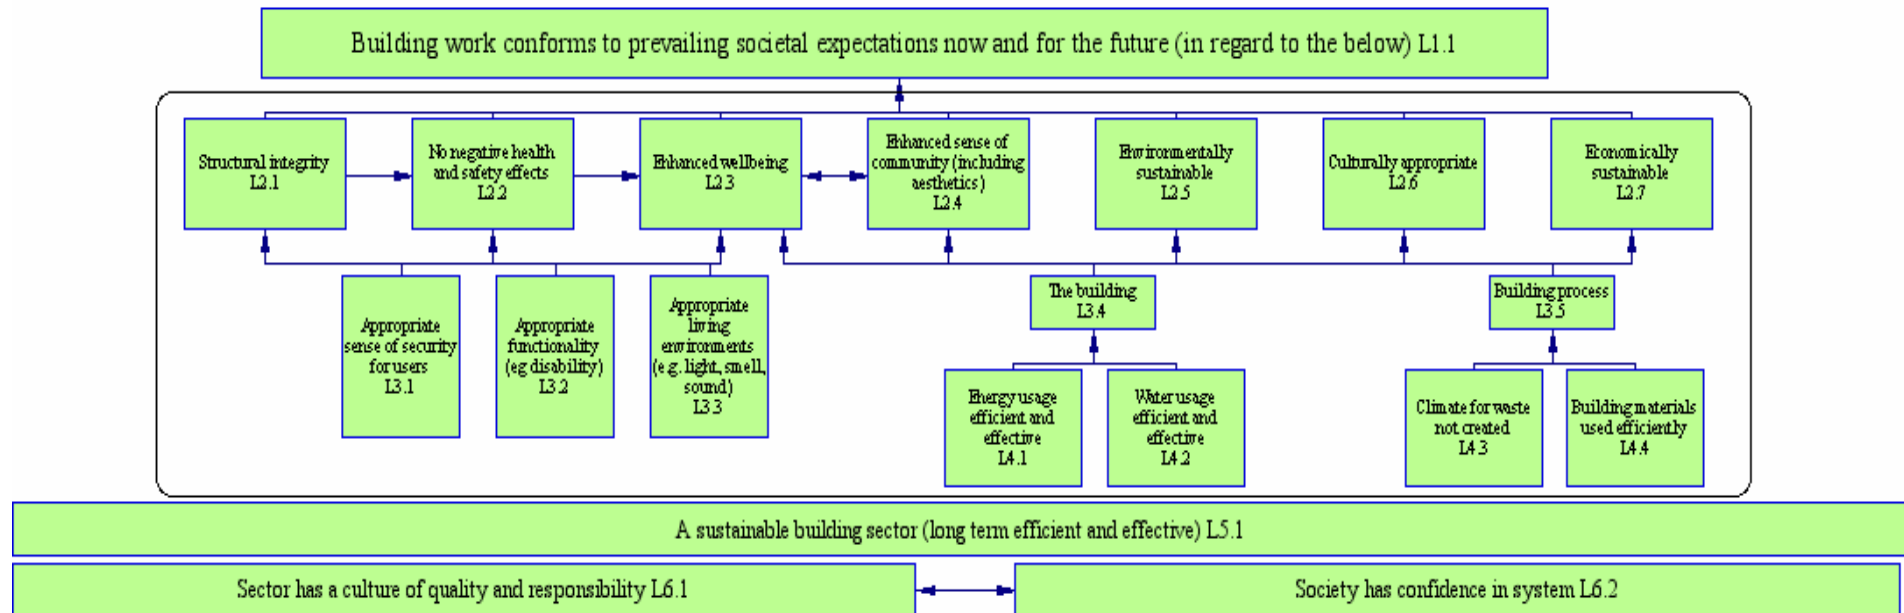 Building work conforms to prevailing societal expectations now and for the future (in regard to the below) L1.1
Structural integrity
L2.1
No negative health
and safety effects
L2.2
Enhanced wellbeing
L2.3
Enhanced sense of
community (including
aesthetics)
L2.4
Environmentally
sustainable
L2.5
Culturally appropriate
L2.6
Economically
sustainable
L2.7
Appropriate
sense of security
for users
L3.1
Appropriate
functionality
(eg disability)
L3.2
Appropriate
living
environments
(e.g. light, smell,
sound)
L3.3
The building
L3.4
Building process
L3.5
Energy usage
efficient and
effective
L4.1
Water usage
efficient and
effective
L4.2
Climate for waste
not created
L4.3
Building materials
used efficiently
L4.4
A sustainable building sector (long term efficient and effective) L5.1
Sector has a culture of quality and responsibility L6.1
Society has confidence in system L6.2